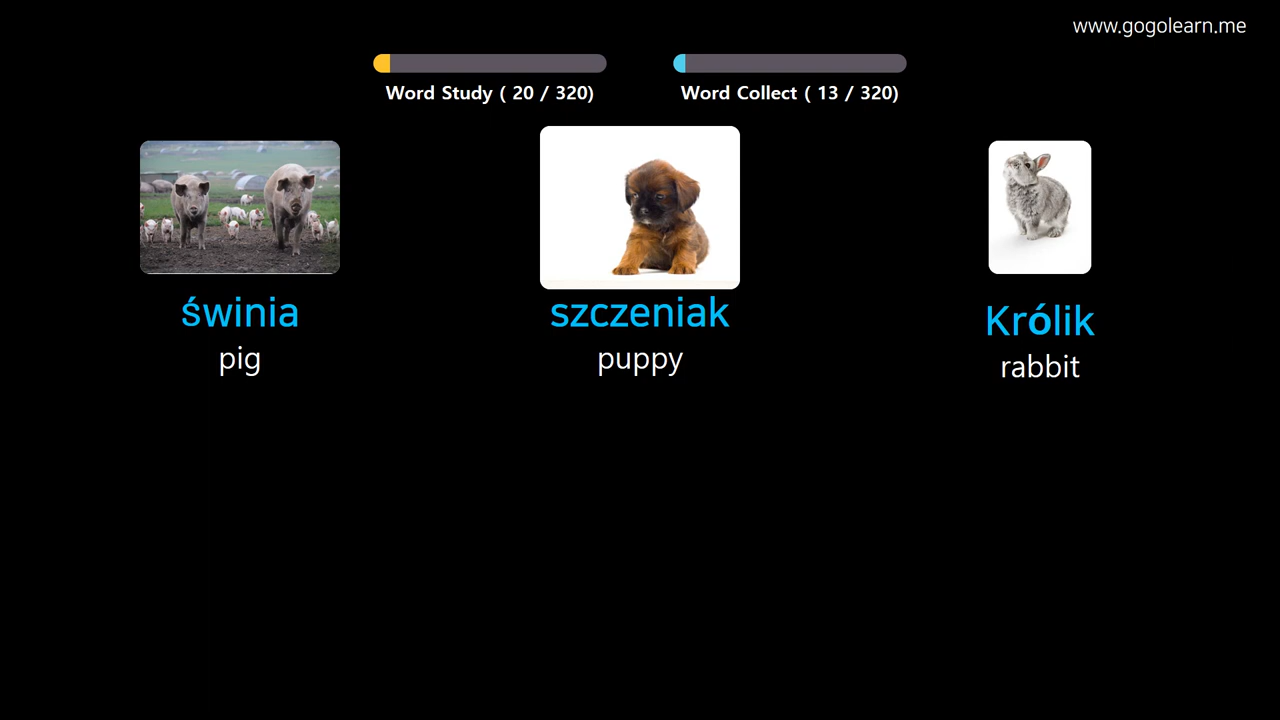 www.gogolearn.me
Word Study ( 20 / 320)
Word Collect ( 13 / 320)
świnia
pig
szczeniak
puppy
Królik
rabbit